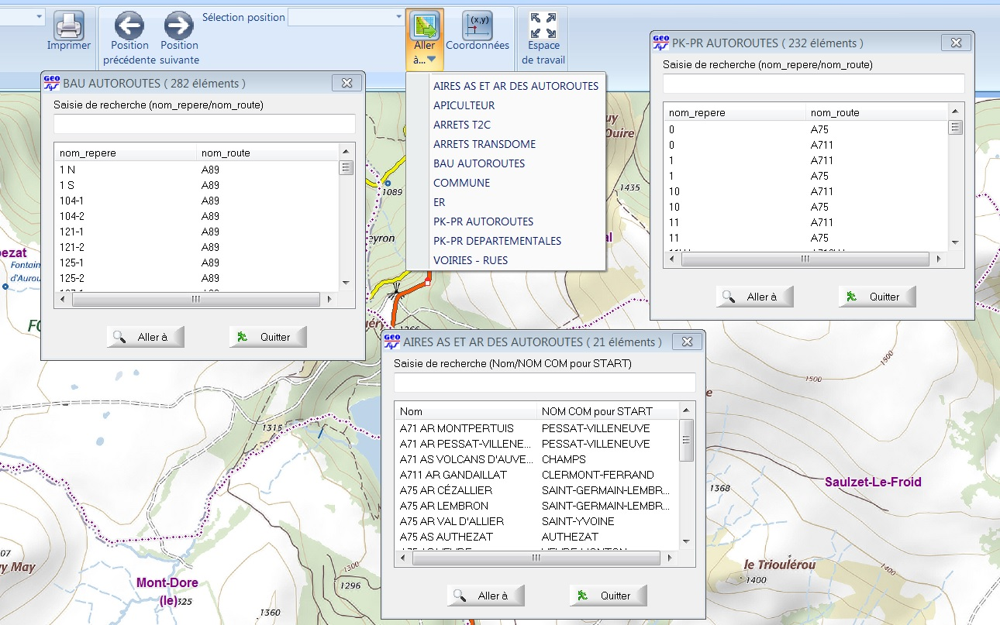 Imprimer
Position
précédente
Position
suivante
Sélection position
Aller
à...
(x,y)
Coordonnées
Espace
de travail
AIRES AS ET AR DES AUTOROUTES
APICULTEUR
ARRETS T2C
ARRETS TRANSDOME
BAU AUTOROUTES
COMMUNE
ER
PK-PR AUTOROUTES
PK-PR DEPARTEMENTALES
VOIRIES - RUES
GEO
BAU AUTOROUTES ( 282 éléments )
Saisie de recherche (nom_repere/nom_route)
nom_repere nom_route
1 N A89
1 S A89
104-1 A89
104-2 A89
121-1 A89
121-2 A89
125-1 A89
125-2 A89
Aller à
Quitter
GEO
PK-PR AUTOROUTES ( 232 éléments )
Saisie de recherche (nom_repere/nom_route)
nom_repere nom_route
0 A75
0 A711
1 A711
1 A75
10 A711
10 A75
11 A711
11 A75
Aller à
Quitter
GEO
AIRES AS ET AR DES AUTOROUTES ( 21 éléments )
Saisie de recherche (Nom/NOM COM pour START)
Nom NOM COM pour START
A71 AR MONTPERTUIS PESSAT-VILLENEUVE
A71 AR PESSAT-VILLENE... PESSAT-VILLENEUVE
A71 AS VOLCANS D'AUVE... CHAMPS
A711 AR GANDAILLAT CLERMONT-FERRAND
A75 AR CÉZALLIER SAINT-GERMAIN-LEMBR...
A75 AR LEMBRON SAINT-GERMAIN-LEMBR...
A75 AR VAL D'ALLIER SAINT-YVOINE
A75 AS AUTHEZAT AUTHEZAT
Aller à
Quitter
1089
1435
eyron
ezat
Fontain
d'Aurou
1315
1500
1500
1368
Saulzet-Le-Froid
le Trioulérou
1400
1400
1300
1296
1360
Mont-Dore
(le)
325
07
y May